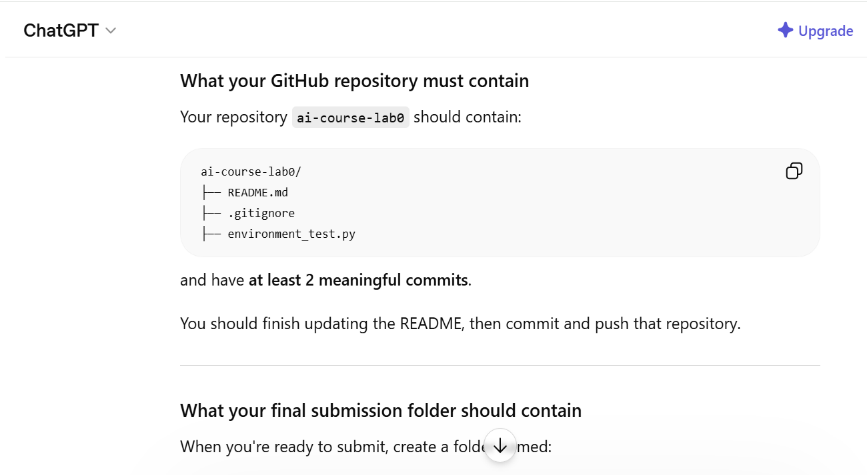 ChatGPT
Upgrade
What your GitHub repository must contain
Your repository ai-course-lab0 should contain:
ai-course-lab0/
├── README.md
├── .gitignore
├── environment_test.py
and have at least 2 meaningful commits.
You should finish updating the README, then commit and push that repository.
What your final submission folder should contain
When you're ready to submit, create a